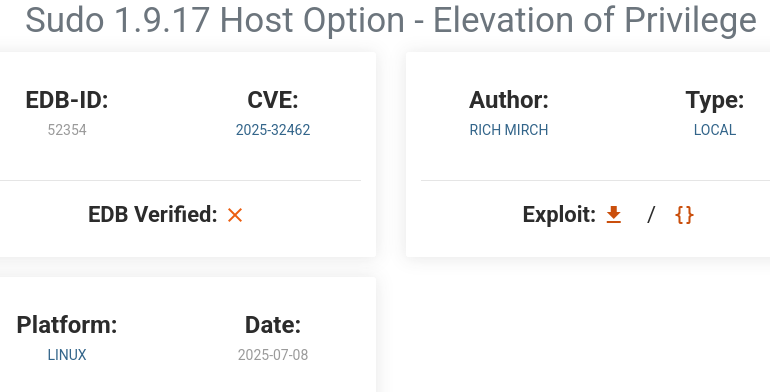 Sudo 1.9.17 Host Option - Elevation of Privilege
EDB-ID:
52354
CVE:
2025-32462
EDB Verified:
Author:
RICH MIRCH
Type:
LOCAL
Exploit: / {}
Platform:
LINUX
Date:
2025-07-08